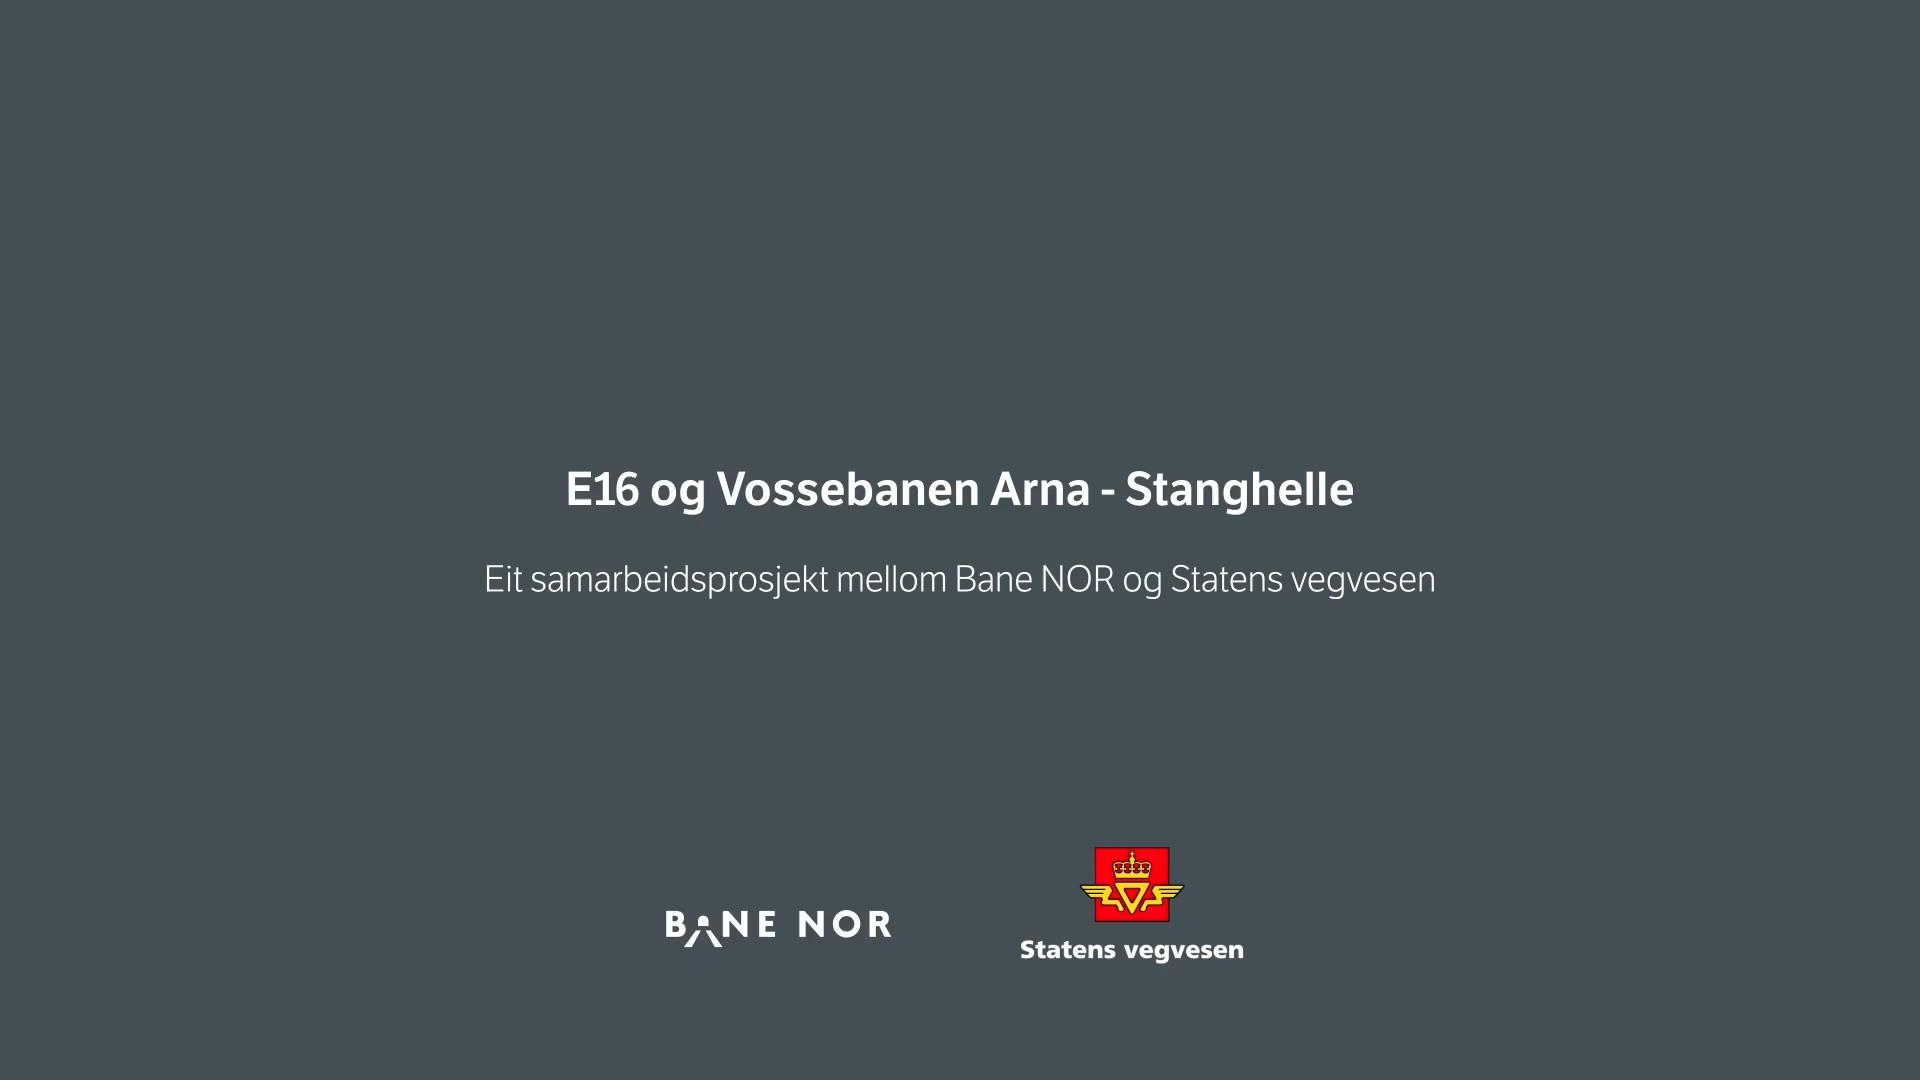 E16 og Vossebanen Arna - Stanghelle
Eit samarbeidsprosjekt mellom Bane NOR og Statens vegvesen
BANE NOR
Statens vegvesen